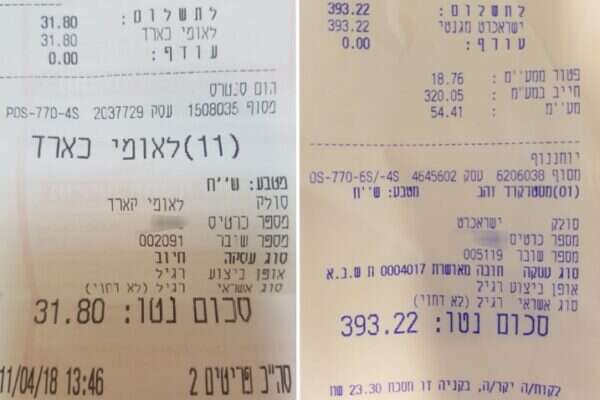 לתשלום: 31.80
לאומי כארד 31.80
עודף: 0.00
הום סנטרס
מסוף 1508035 עסק 2037729 POS-770-4S
(11)לאומי כארד
מטבע: ש''ח
סולק לאומי קארד
מספר כרטיס
מספר שובר 002091
סוג עסקה חיוב
אופן ביצוע רגיל
סוג אשראי רגיל (לא דחוי)
סכום נטו: 31.80
11/04/18 13:46
סה"כ פריטים 2
לתשלום: 393.22
ישראכרט מגנטי 393.22
עודף: 0.00
פטור ממע''מ : 18.76
חייב במע''מ : 320.05
מע''מ : 54.41
יוחננוף
מסוף 6206038 עסק 4645602 OS-770-6S/-4S
(01)מסטרקרד זהב מטבע: ש''ח
סולק ישראכרט
מספר כרטיס
מספר שובר 005119
סוג עסקה חובה מאושרת 0004017 ת ש.ב.א
אופן ביצוע רגיל
סוג אשראי רגיל (לא דחוי)
סכום נטו: 393.22
לקוח/ה יקר/ה, בקניה זו חסכת 23.30 שח